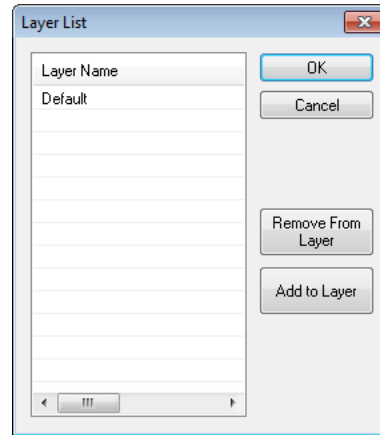 Layer List
Layer Name
Default
OK
Cancel
Remove From
Layer
Add to Layer